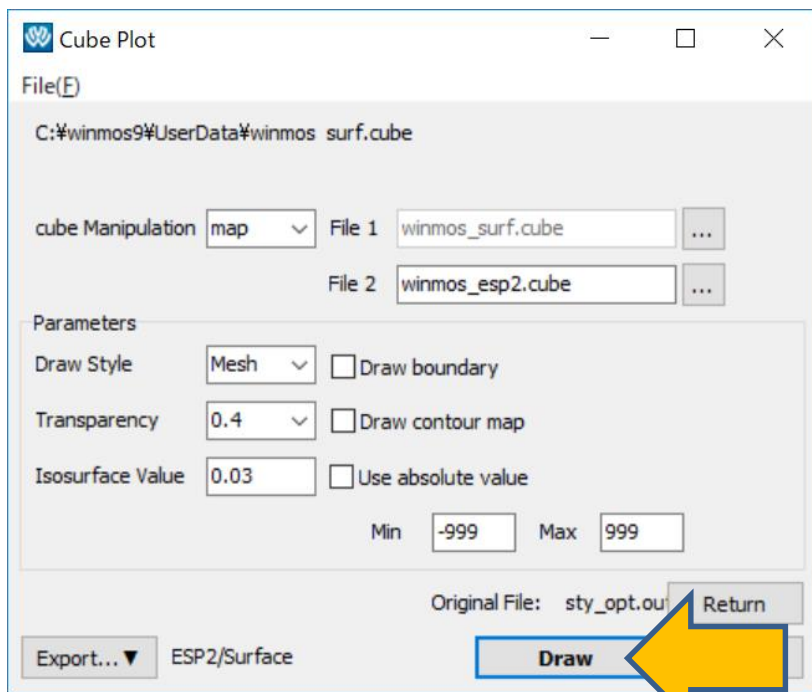 Cube Plot
File(F)
C:¥winmos9¥UserData¥winmos surf.cube
cube Manipulation map File 1 winmos_surf.cube ...
File 2 winmos_esp2.cube ...
Parameters
Draw Style Mesh Draw boundary
Transparency 0.4 Draw contour map
Isosurface Value 0.03 Use absolute value
Min -999 Max 999
Original File: sty_opt.ou Return
Export...▼ ESP2/Surface Draw